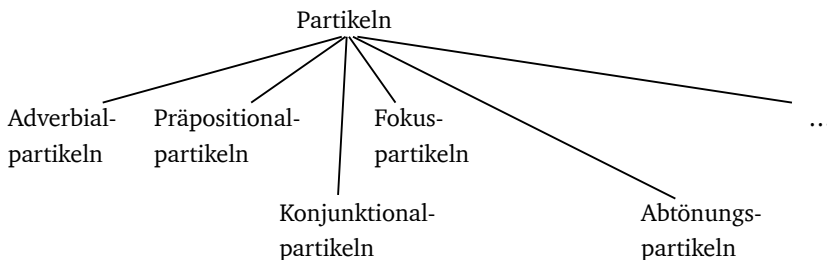 Partikeln
Adverbial-
partikeln
Präpositional-
partikeln
Fokus-
partikeln
…
Konjunktional-
partikeln
Abtönungs-
partikeln